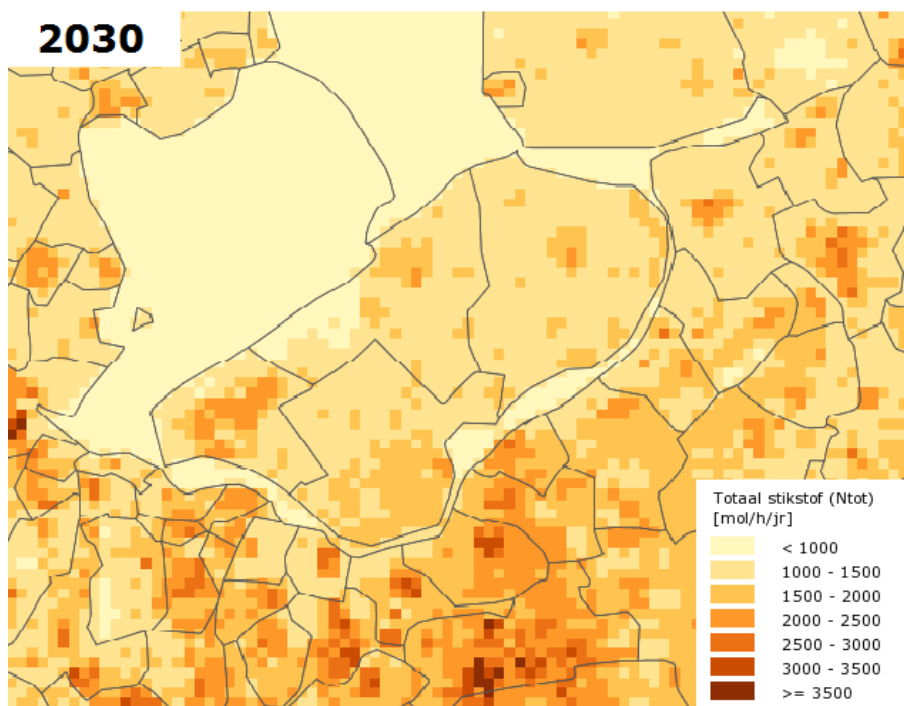 2030
Totaal stikstof (Ntot)
[mol/h/jr]
< 1000
1000 - 1500
1500 - 2000
2000 - 2500
2500 - 3000
3000 - 3500
>= 3500